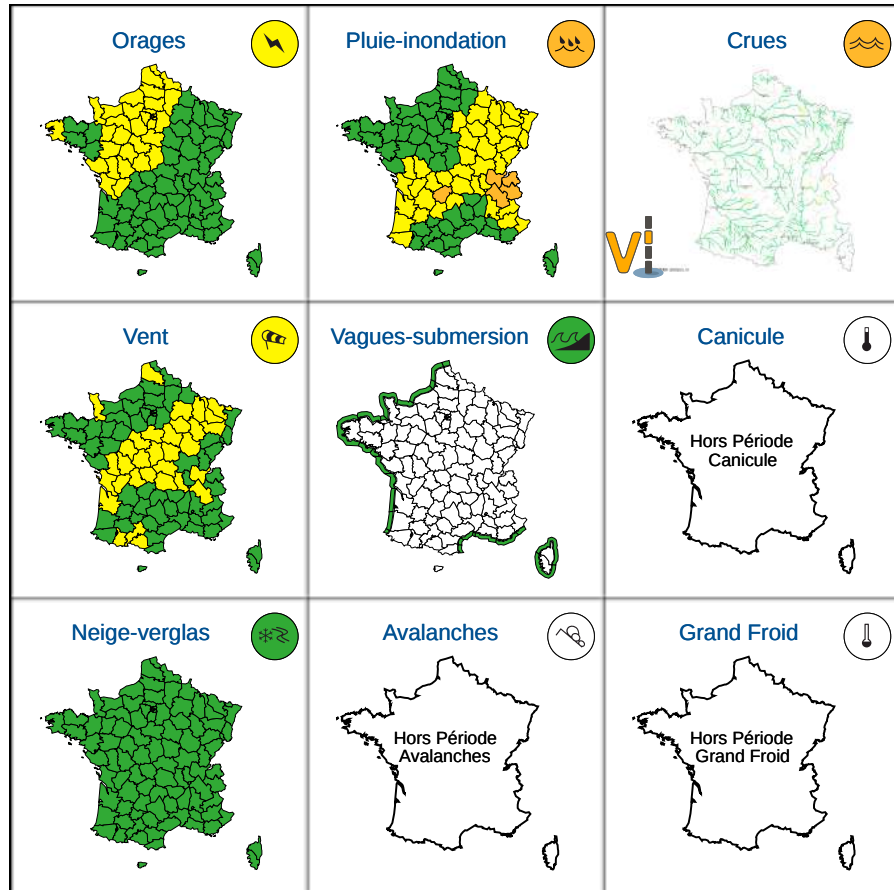 Orages
Pluie-inondation
Crues
Vi
Vent
Vagues-submersion
Canicule
Hors Période
Canicule
Neige-verglas
Avalanches
Grand Froid
Hors Période
Avalanches
Hors Période
Grand Froid